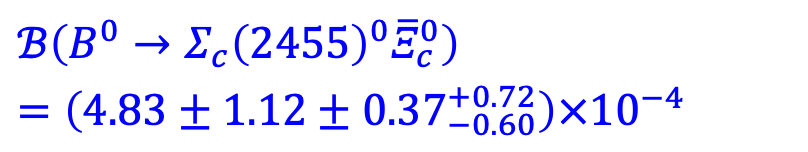 ℬ(B⁰ → Σ_c(2455)⁰ Ξ̄_c⁰)
= (4.83 ± 1.12 ± 0.37^{+0.72}_{−0.60})×10⁻⁴